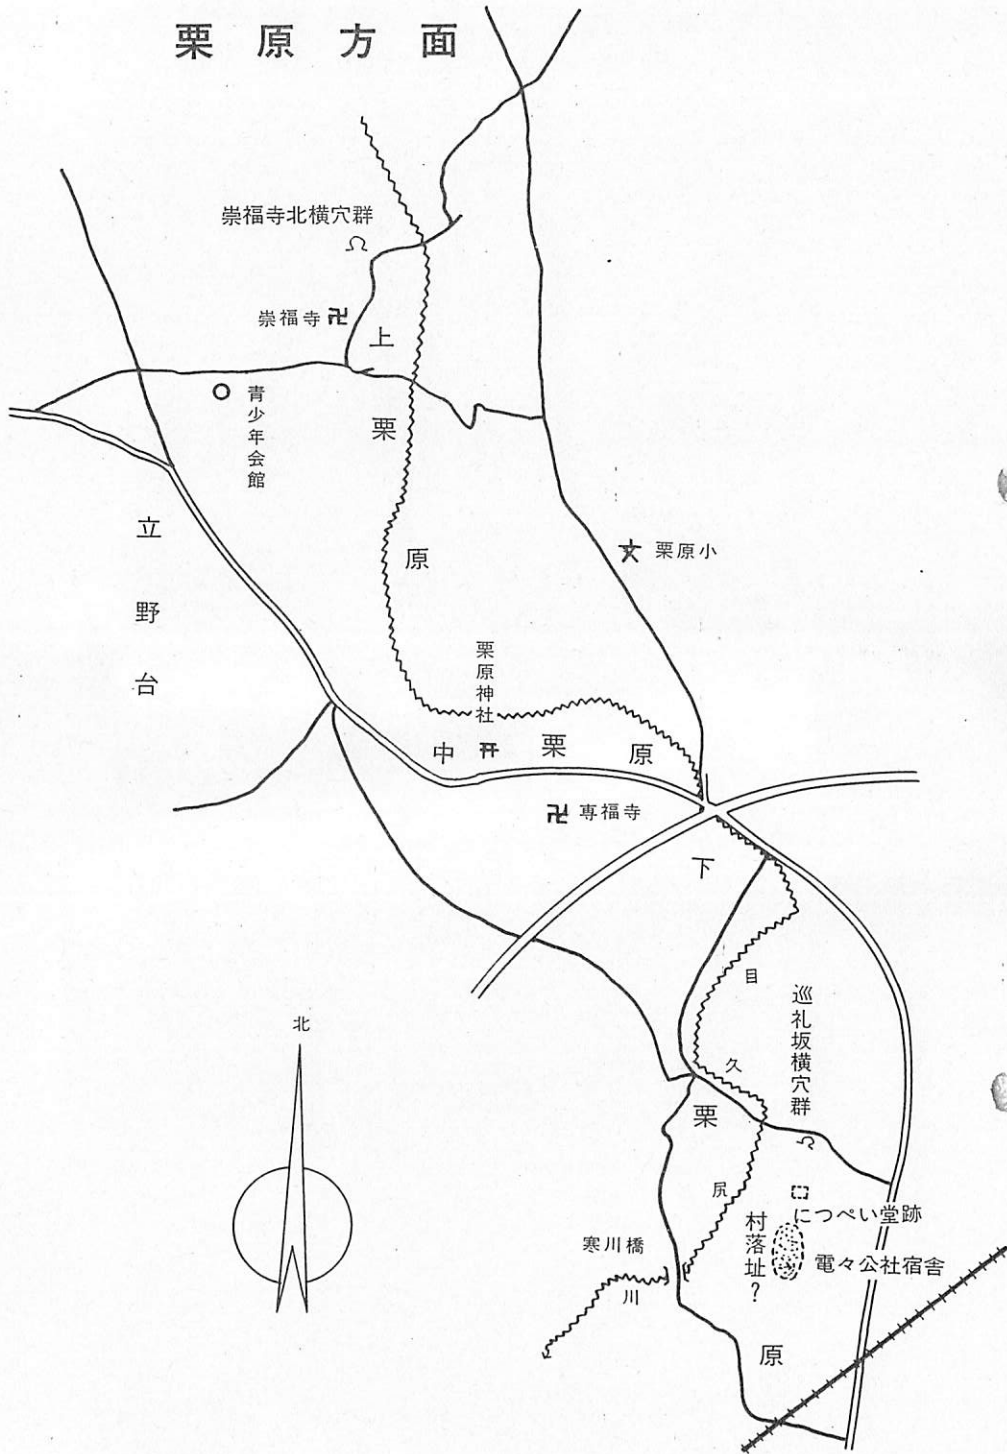 栗原方面
崇福寺北横穴群
崇福寺
上栗原
青少年会館
立野台
栗原小
栗原神社
中栗原
専福寺
下栗原
目久尻川
巡礼坂横穴群
北
につぺい堂跡
村落址？
電々公社宿舎
寒川橋